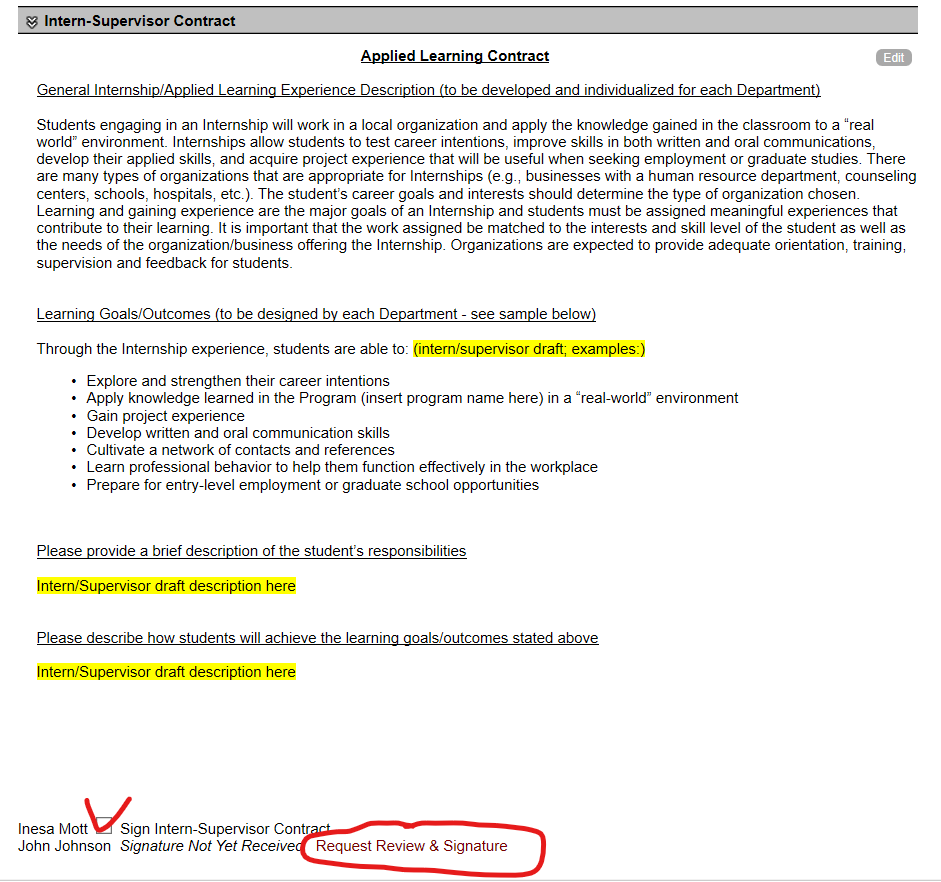 Intern-Supervisor Contract
Applied Learning Contract
Edit
General Internship/Applied Learning Experience Description (to be developed and individualized for each Department)
Students engaging in an Internship will work in a local organization and apply the knowledge gained in the classroom to a “real
world” environment. Internships allow students to test career intentions, improve skills in both written and oral communications,
develop their applied skills, and acquire project experience that will be useful when seeking employment or graduate studies. There
are many types of organizations that are appropriate for Internships (e.g., businesses with a human resource department, counseling
centers, schools, hospitals, etc.). The student’s career goals and interests should determine the type of organization chosen.
Learning and gaining experience are the major goals of an Internship and students must be assigned meaningful experiences that
contribute to their learning. It is important that the work assigned be matched to the interests and skill level of the student as well as
the needs of the organization/business offering the Internship. Organizations are expected to provide adequate orientation, training,
supervision and feedback for students.
Learning Goals/Outcomes (to be designed by each Department - see sample below)
Through the Internship experience, students are able to: (intern/supervisor draft; examples:)
• Explore and strengthen their career intentions
• Apply knowledge learned in the Program (insert program name here) in a “real-world” environment
• Gain project experience
• Develop written and oral communication skills
• Cultivate a network of contacts and references
• Learn professional behavior to help them function effectively in the workplace
• Prepare for entry-level employment or graduate school opportunities
Please provide a brief description of the student’s responsibilities
Intern/Supervisor draft description here
Please describe how students will achieve the learning goals/outcomes stated above
Intern/Supervisor draft description here
Inesa Mott Sign Intern-Supervisor Contract
John Johnson Signature Not Yet Received Request Review & Signature